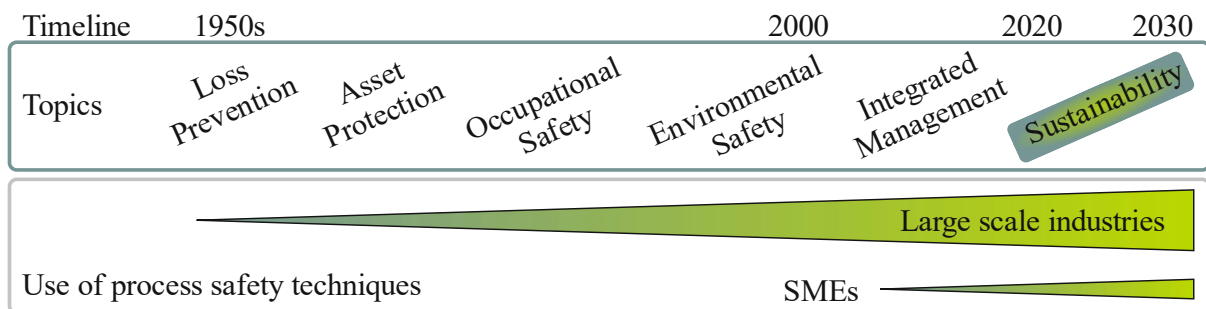 Timeline 1950s 2000 2020 2030
Topics
Loss
Prevention
Asset
Protection
Occupational
Safety
Environmental
Safety
Integrated
Management
Sustainability
Large scale industries
Use of process safety techniques
SMEs